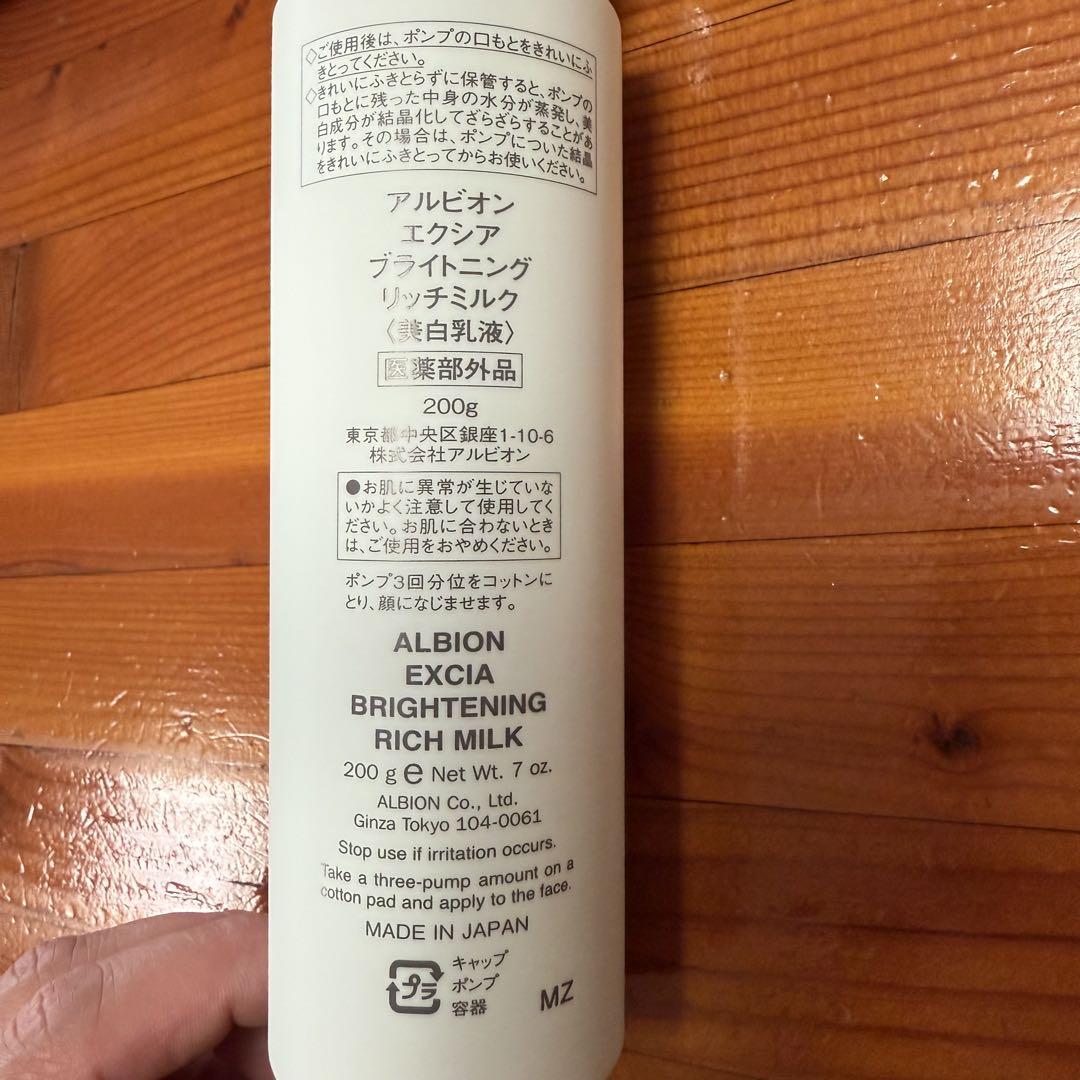 ◇ご使用後は、ポンプの口もとをきれいにふ
きとってください。
◇きれいにふきとらずに保管すると、ポンプの
口もとに残った中身の水分が蒸発し、美
白成分が結晶化してざらざらすることがあ
ります。その場合は、ポンプについた結晶
をきれいにふきとってからお使いください。
アルビオン
エクシア
ブライトニング
リッチミルク
〈美白乳液〉
医薬部外品
200g
東京都中央区銀座1-10-6
株式会社アルビオン
●お肌に異常が生じていな
いかよく注意して使用してく
ださい。お肌に合わないとき
は、ご使用をおやめください。
ポンプ3回分位をコットンに
とり、顔になじませます。
ALBION
EXCIA
BRIGHTENING
RICH MILK
200 g e Net Wt. 7 oz.
ALBION Co., Ltd.
Ginza Tokyo 104-0061
Stop use if irritation occurs.
Take a three-pump amount on a
cotton pad and apply to the face.
MADE IN JAPAN
プラ
キャップ
ポンプ
容器
MZ